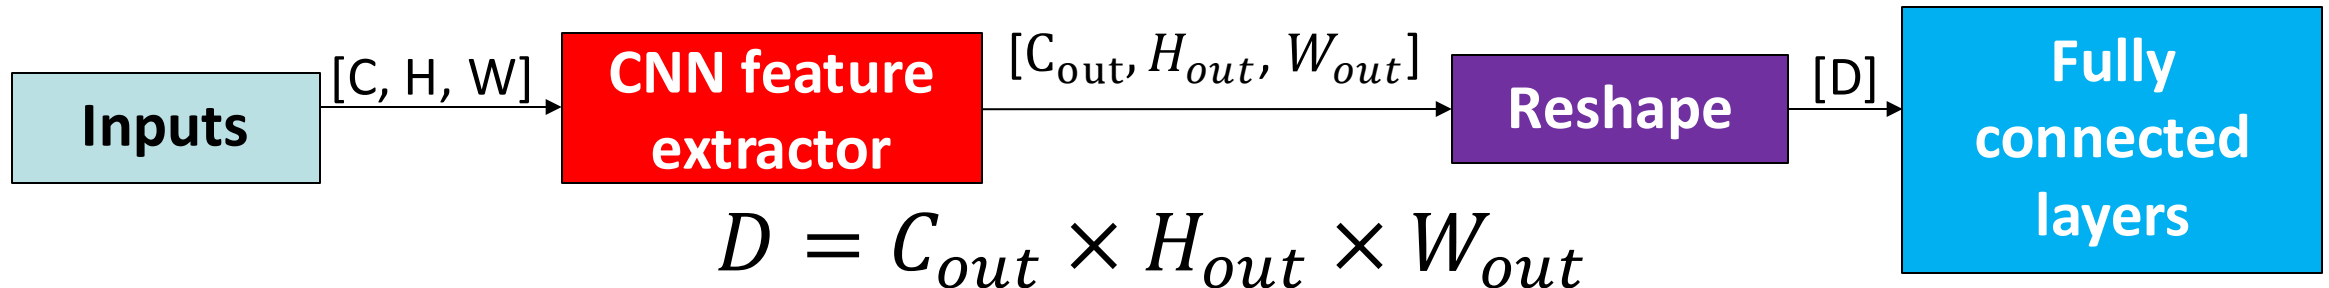 Inputs
[C, H, W]
CNN feature
extractor
[C_out, H_out, W_out]
Reshape
[D]
Fully
connected
layers
D = C_out × H_out × W_out